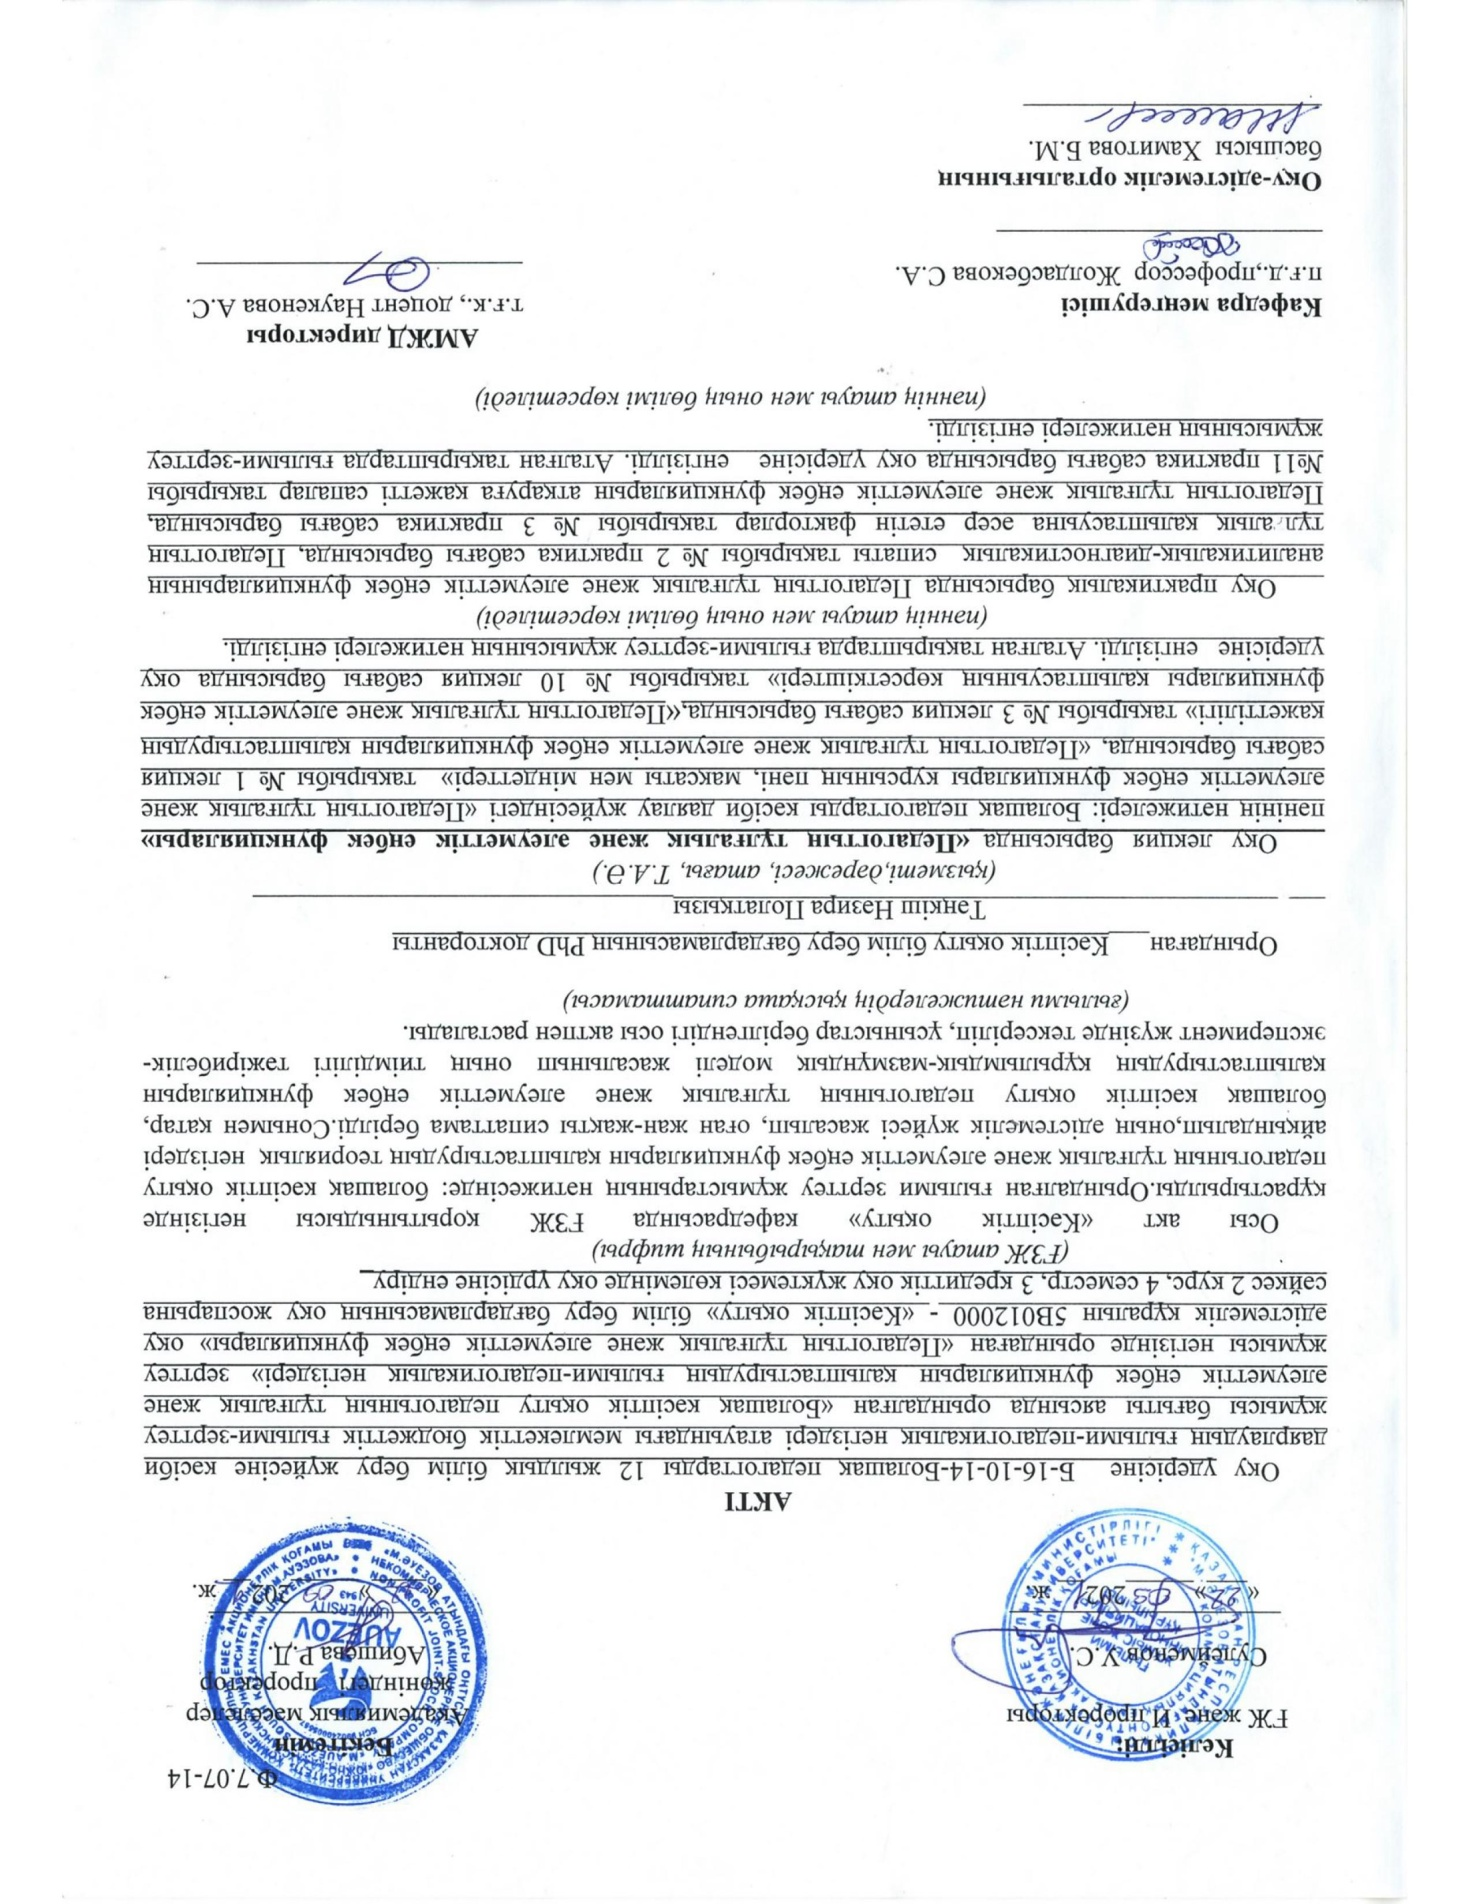 Ф.7.07-14
Келісілді:
ҒЖ және И проректоры
Сулейменов У.С.
« 22 » 03 2021 ж.
Бекітемін
Академиялық мәселелер
жөніндегі проректор
Абишева Р.Д.
202 ж.
AUEZOV
UNIVERSITY
1943
АКТІ
Оқу үдерісіне Б-16-10-14-Болашақ педагогтарды 12 жылдық білім беру жүйесіне кәсіби
даярлаудың ғылыми-педагогикалық негіздері атауындағы мемлекеттік бюджеттік ғылыми-зерттеу
жұмысы бағыты аясында орындалған «Болашақ кәсіптік оқыту педагогының тұлғалық және
әлеуметтік еңбек функцияларын қалыптастырудың ғылыми-педагогикалық негіздері» зерттеу
жұмысы негізінде орындаған «Педагогтың тұлғалық және әлеуметтік еңбек функциялары» оқу
әдістемелік құралын 5В012000 - «Кәсіптік оқыту» білім беру бағдарламасының оқу жоспарына
сәйкес 2 курс, 4 семестр, 3 кредиттік оқу жүктемесі көлемінде оқу үрдісіне ендіру_
(ҒЗЖ атауы мен тақырыбының шифры)
Осы акт «Кәсіптік оқыту» кафедрасында ҒЗЖ қорытындысы негізінде
құрастырылды.Орындалған ғылыми зерттеу жұмыстарының нәтижесінде: болашақ кәсіптік оқыту
педагогының тұлғалық және әлеуметтік еңбек функцияларын қалыптастырудың теориялық негіздері
айқындалып,оның әдістемелік жүйесі жасалып, оған жан-жақты сипаттама берілді.Сонымен қатар,
болашақ кәсіптік оқыту педагогының тұлғалық және әлеуметтік еңбек функцияларын
қалыптастырудың құрылымдық-мазмұндық моделі жасалынып оның тиімділігі тәжірибелік-
эксперимент жүзінде тексеріліп, ұсыныстар берілгендігі осы актпен расталады.
(ғылыми нәтижелердің қысқаша сипаттамасы)
Орындаған___Кәсіптік оқыту білім беру бағдарламасының PhD докторанты
Тәңкіш Назира Полатқызы
(қызметі,дәрежесі, атағы, Т.А.Ә.)
Оқу лекция барысында «Педагогтың тұлғалық және әлеуметтік еңбек функциялары»
пәнінің нәтижелері: Болашақ педагогтарды кәсіби даялау жүйесіндегі «Педагогтың тұлғалық және
әлеуметтік еңбек функциялары курсының пәні, мақсаты мен міндеттері» тақырыбы № 1 лекция
сабағы барысында, «Педагогтың тұлғалық және әлеуметтік еңбек функцияларын қалыптастырудың
қажеттілігі» тақырыбы № 3 лекция сабағы барысында,«Педагогтың тұлғалық және әлеуметтік еңбек
функциялары қалыптасуының көрсеткіштері» тақырыбы № 10 лекция сабағы барысында оқу
үдерісіне енгізілді. Аталған тақырыптарда ғылыми-зерттеу жұмысының нәтижелері енгізілді.
(пәннің атауы мен оның бөлімі көрсетіледі)
Оқу практикалық барысында Педагогтың тұлғалық және әлеуметтік еңбек функцияларының
аналитикалық-диагностикалық сипаты тақырыбы № 2 практика сабағы барысында, Педагогтың
тұлғалық қалыптасуына әсер ететін факторлар тақырыбы № 3 практика сабағы барысында,
Педагогтың тұлғалық және әлеуметтік еңбек функцияларын атқаруға қажетті сапалар тақырыбы
№11 практика сабағы барысында оқу үдерісіне енгізілді. Аталған тақырыптарда ғылыми-зерттеу
жұмысының нәтижелері енгізілді.
(пәннің атауы мен оның бөлімі көрсетіледі)
Кафедра меңгерушісі
п.ғ.д.,профессор Жолдасбекова С.А.
АМЖД директоры
т.ғ.к., доцент Наукенова А.С.
Оқу-әдістемелік орталығының
басшысы Хамитова Б.М.